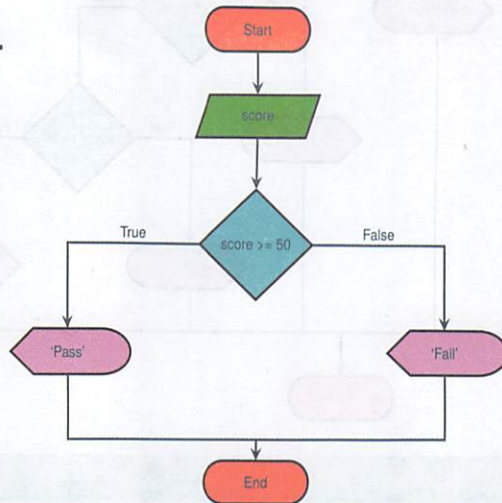 Start
score
True
score >= 50
False
'Pass'
'Fail'
End